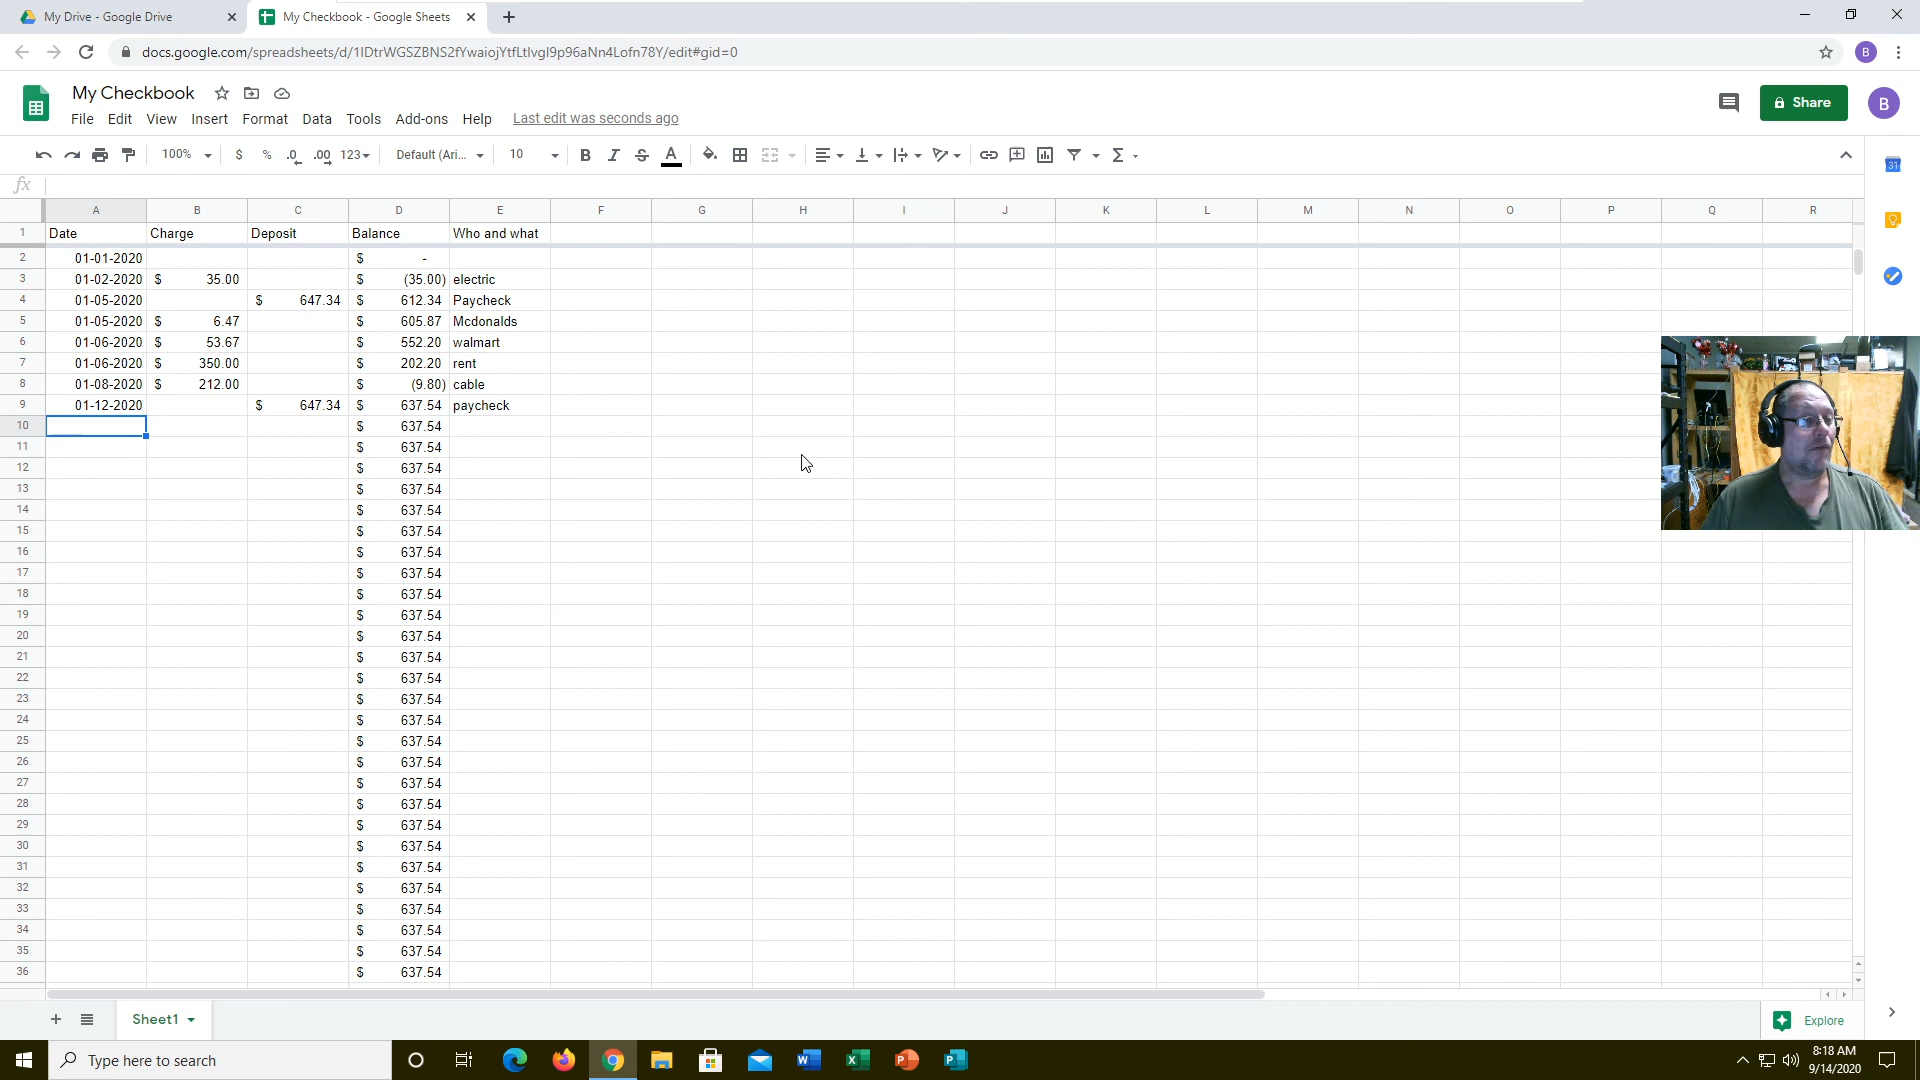 My Drive - Google Drive
My Checkbook - Google Sheets
docs.google.com/spreadsheets/d/1IDtrWGSZBNS2fYwaiojYtfLtIvgI9p96aNn4Lofn78Y/edit#gid=0
B
My Checkbook
Share
B
File Edit View Insert Format Data Tools Add-ons Help Last edit was seconds ago
100% $ % .0 .00 123 Default (Ari... 10 B I S A Σ
31
fx
A B C D E F G H I J K L M N O P Q R
1 Date Charge Deposit Balance Who and what
2 01-01-2020 $ -
3 01-02-2020 $ 35.00 $ (35.00) electric
4 01-05-2020 $ 647.34 $ 612.34 Paycheck
5 01-05-2020 $ 6.47 $ 605.87 Mcdonalds
6 01-06-2020 $ 53.67 $ 552.20 walmart
7 01-06-2020 $ 350.00 $ 202.20 rent
8 01-08-2020 $ 212.00 $ (9.80) cable
9 01-12-2020 $ 647.34 $ 637.54 paycheck
10 $ 637.54
11 $ 637.54
12 $ 637.54
13 $ 637.54
14 $ 637.54
15 $ 637.54
16 $ 637.54
17 $ 637.54
18 $ 637.54
19 $ 637.54
20 $ 637.54
21 $ 637.54
22 $ 637.54
23 $ 637.54
24 $ 637.54
25 $ 637.54
26 $ 637.54
27 $ 637.54
28 $ 637.54
29 $ 637.54
30 $ 637.54
31 $ 637.54
32 $ 637.54
33 $ 637.54
34 $ 637.54
35 $ 637.54
36 $ 637.54
Sheet1
Explore
Type here to search
8:18 AM
9/14/2020